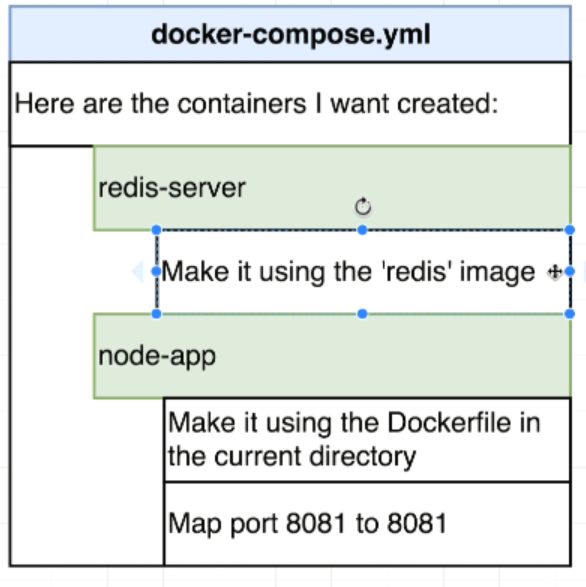 docker-compose.yml
Here are the containers I want created:
redis-server
Make it using the 'redis' image
node-app
Make it using the Dockerfile in
the current directory
Map port 8081 to 8081